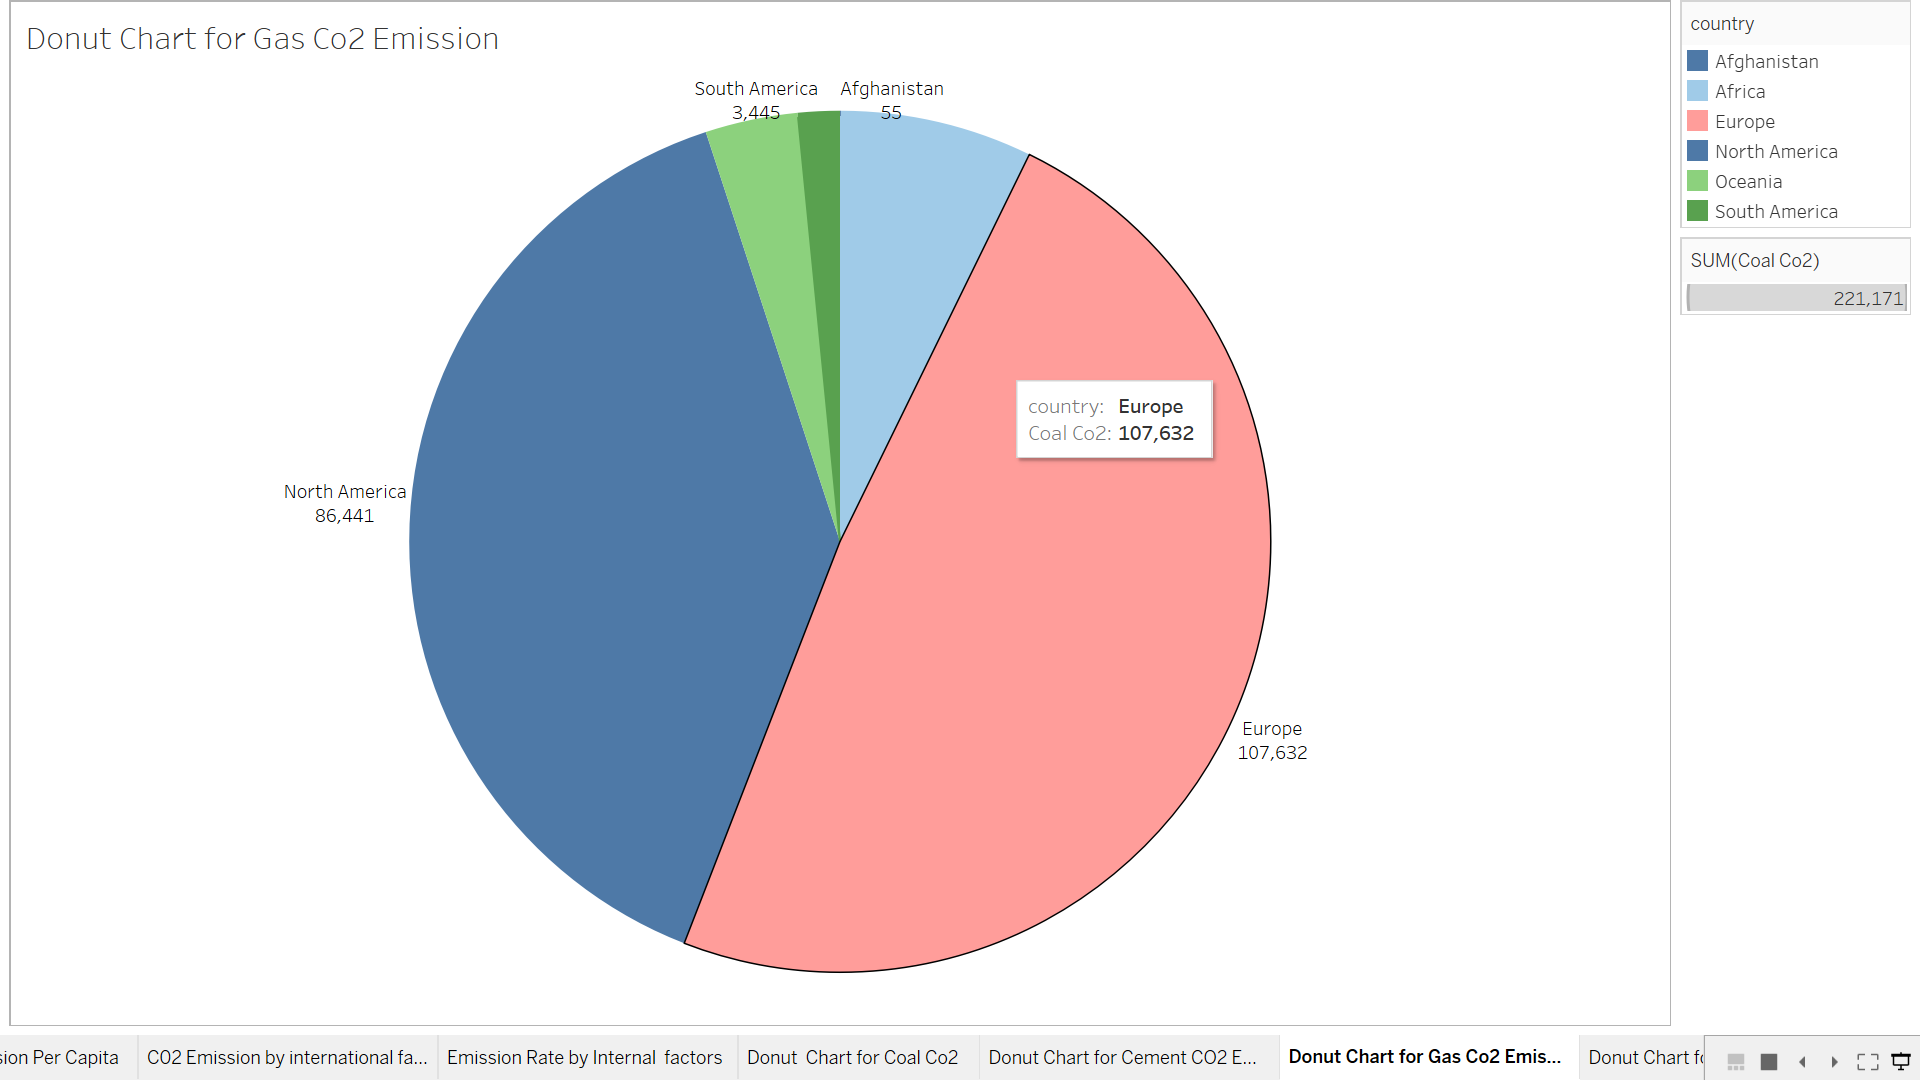 Donut Chart for Gas Co2 Emission
South America
3,445
Afghanistan
55
North America
86,441
country: Europe
Coal Co2: 107,632
Europe
107,632
country
Afghanistan
Africa
Europe
North America
Oceania
South America
SUM(Coal Co2)
221,171
sion Per Capita
CO2 Emission by international fa...
Emission Rate by Internal factors
Donut Chart for Coal Co2
Donut Chart for Cement CO2 E...
Donut Chart for Gas Co2 Emis...
Donut Chart fo